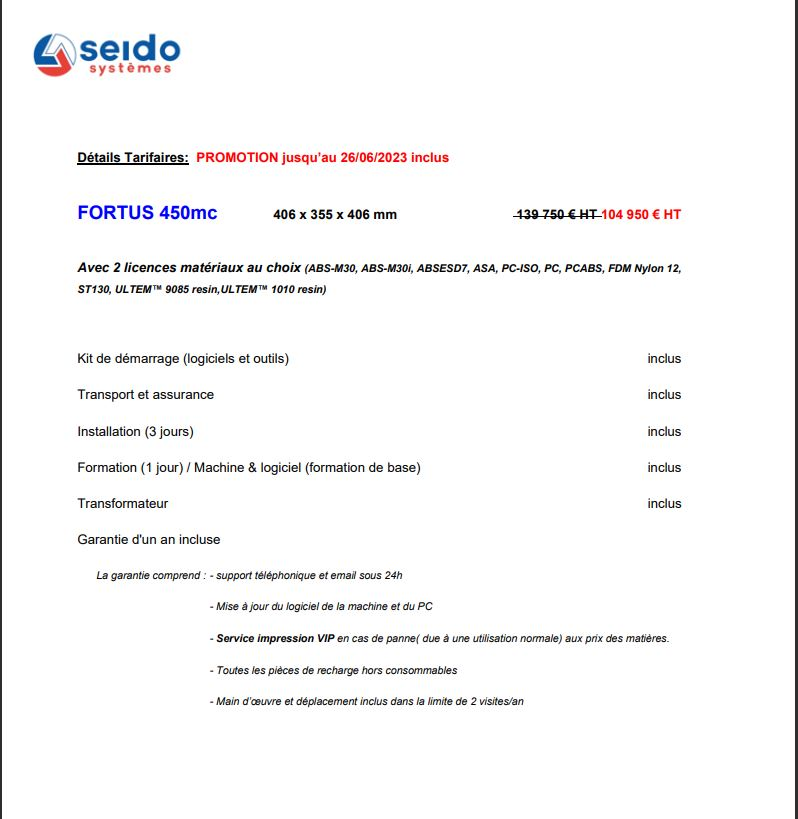 seido
systèmes
Détails Tarifaires: PROMOTION jusqu'au 26/06/2023 inclus
FORTUS 450mc 406 x 355 x 406 mm 139 750 € HT 104 950 € HT
Avec 2 licences matériaux au choix (ABS-M30, ABS-M30i, ABSESD7, ASA, PC-ISO, PC, PCABS, FDM Nylon 12,
ST130, ULTEM™ 9085 resin,ULTEM™ 1010 resin)
Kit de démarrage (logiciels et outils) inclus
Transport et assurance inclus
Installation (3 jours) inclus
Formation (1 jour) / Machine & logiciel (formation de base) inclus
Transformateur inclus
Garantie d'un an incluse
La garantie comprend : - support téléphonique et email sous 24h
- Mise à jour du logiciel de la machine et du PC
- Service impression VIP en cas de panne( due à une utilisation normale) aux prix des matières.
- Toutes les pièces de recharge hors consommables
- Main d'œuvre et déplacement inclus dans la limite de 2 visites/an